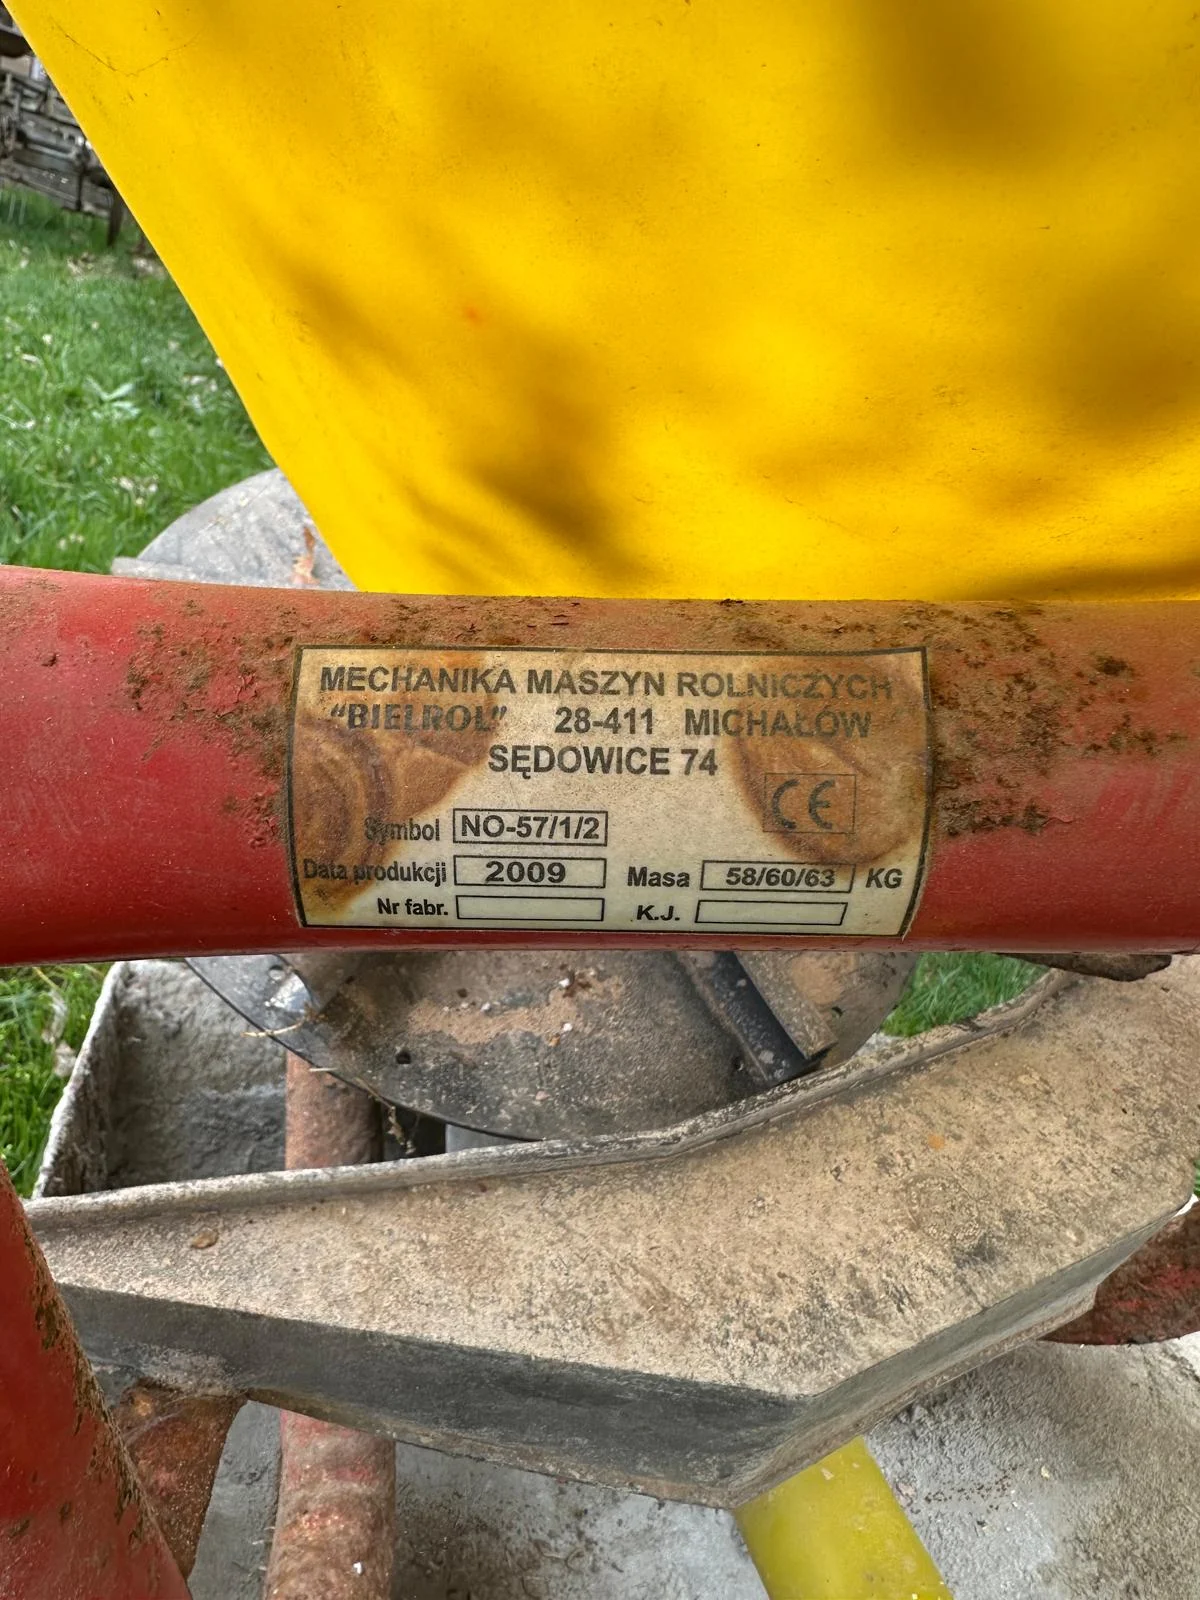 MECHANIKA MASZYN ROLNICZYCH
"BIELROL" 28-411 MICHAŁÓW
SĘDOWICE 74
CE
Symbol NO-57/1/2
Data produkcji 2009 Masa 58/60/63 KG
Nr fabr. K.J.